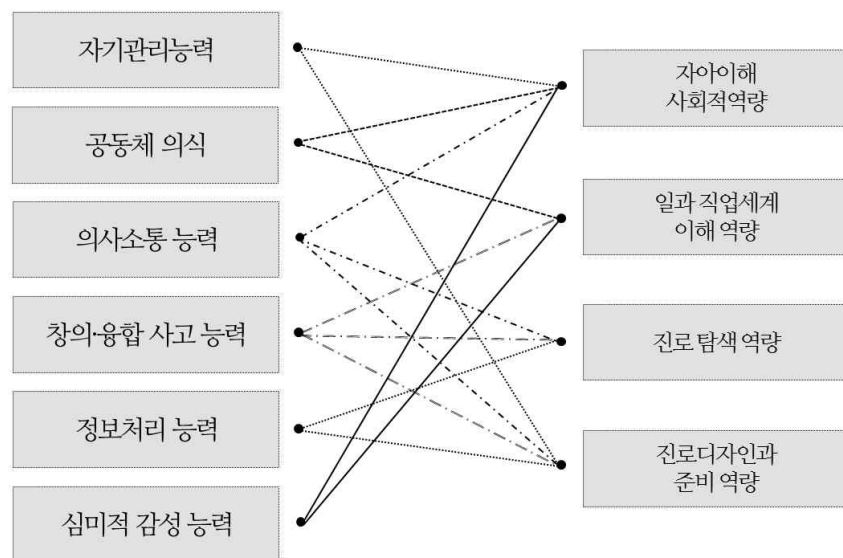 자기관리능력
공동체 의식
의사소통 능력
창의·융합 사고 능력
정보처리 능력
심미적 감성 능력
자아이해
사회적역량
일과 직업세계
이해 역량
진로 탐색 역량
진로디자인과
준비 역량